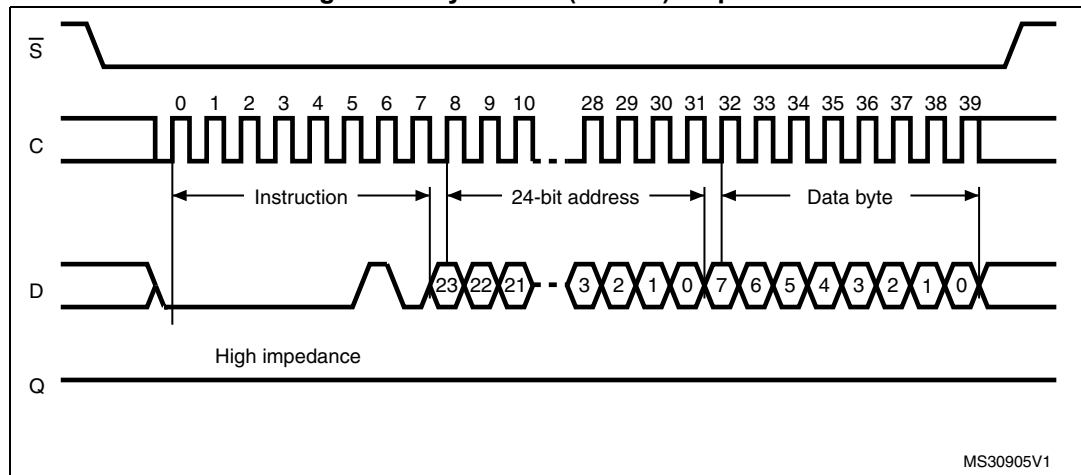 S
0 1 2 3 4 5 6 7 8 9 10 28 29 30 31 32 33 34 35 36 37 38 39
C
Instruction 24-bit address Data byte
D 23 22 21 3 2 1 0 7 6 5 4 3 2 1 0
High impedance
Q
MS30905V1